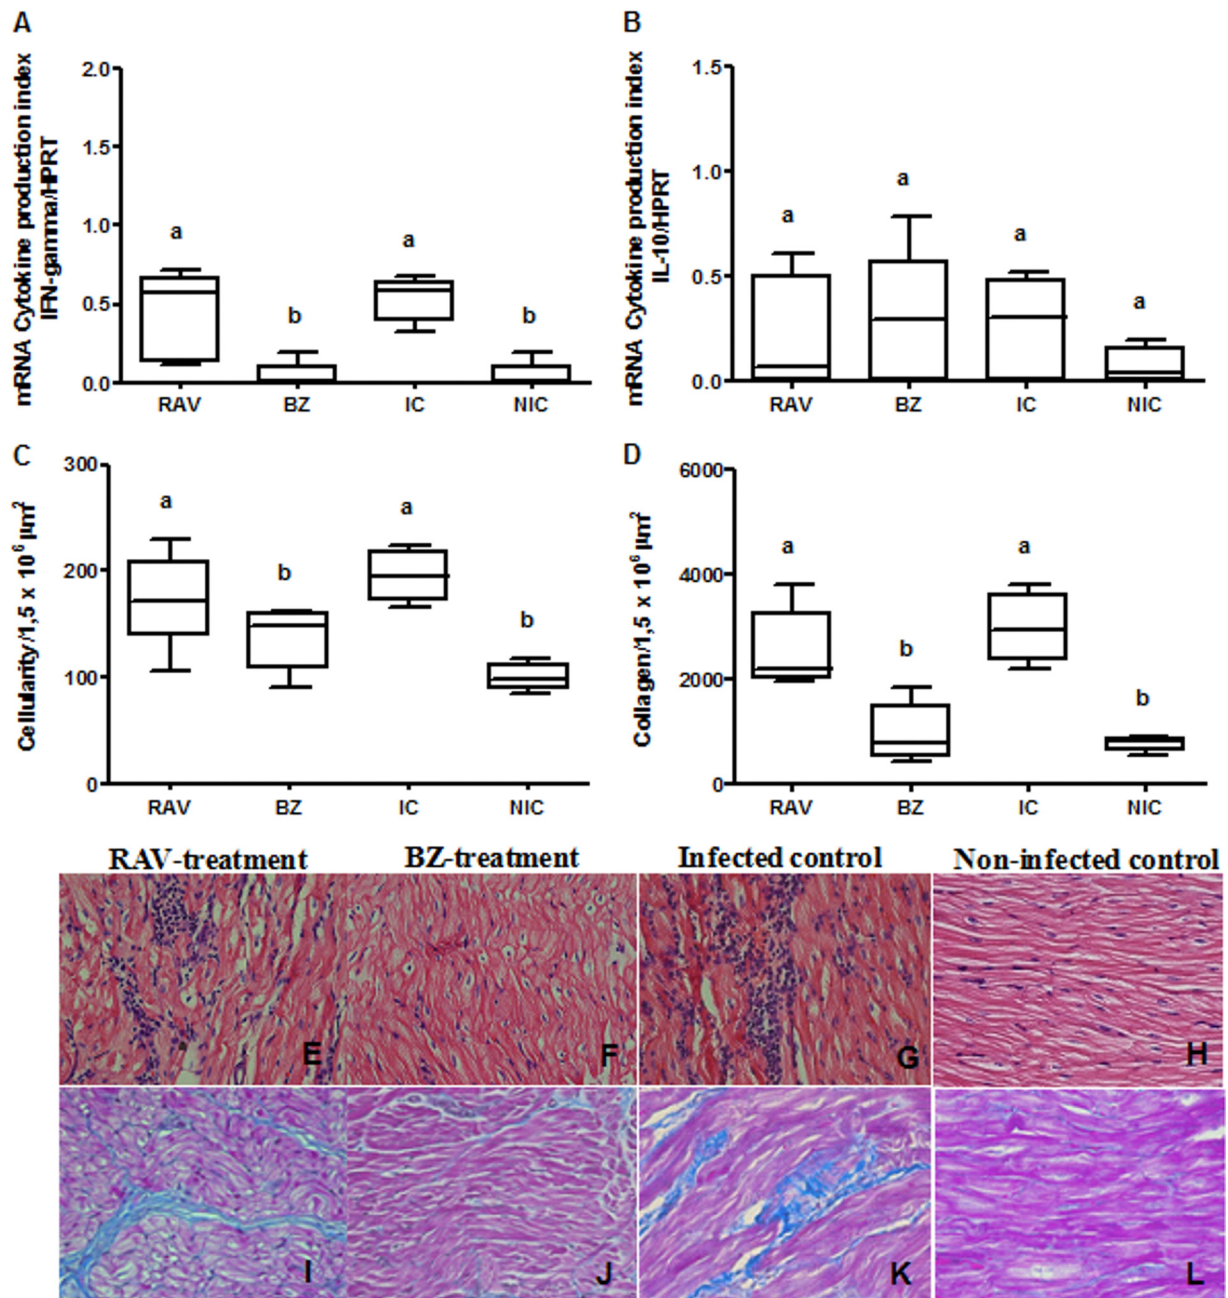 A
mRNA Cytokine production index
IFN-gamma/HPRT
2.0
1.5
1.0
0.5
0.0
a
b
a
b
RAV
BZ
IC
NIC
B
mRNA Cytokine production index
IL-10/HPRT
1.5
1.0
0.5
0.0
a
a
a
a
RAV
BZ
IC
NIC
C
Cellularity/1,5 x 10⁶ µm²
300
200
100
0
a
b
a
b
RAV
BZ
IC
NIC
D
Collagen/1,5 x 10⁶ µm²
6000
4000
2000
0
a
b
a
b
RAV
BZ
IC
NIC
RAV-treatment
BZ-treatment
Infected control
Non-infected control
E
F
G
H
I
J
K
L